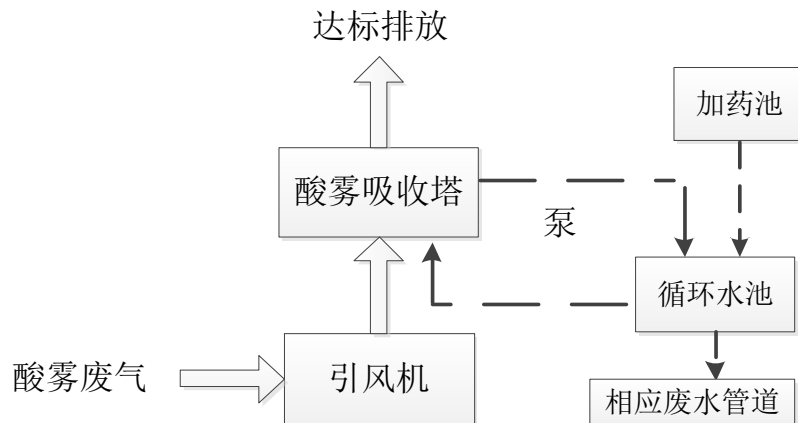 达标排放
加药池
酸雾吸收塔
泵
循环水池
酸雾废气
引风机
相应废水管道